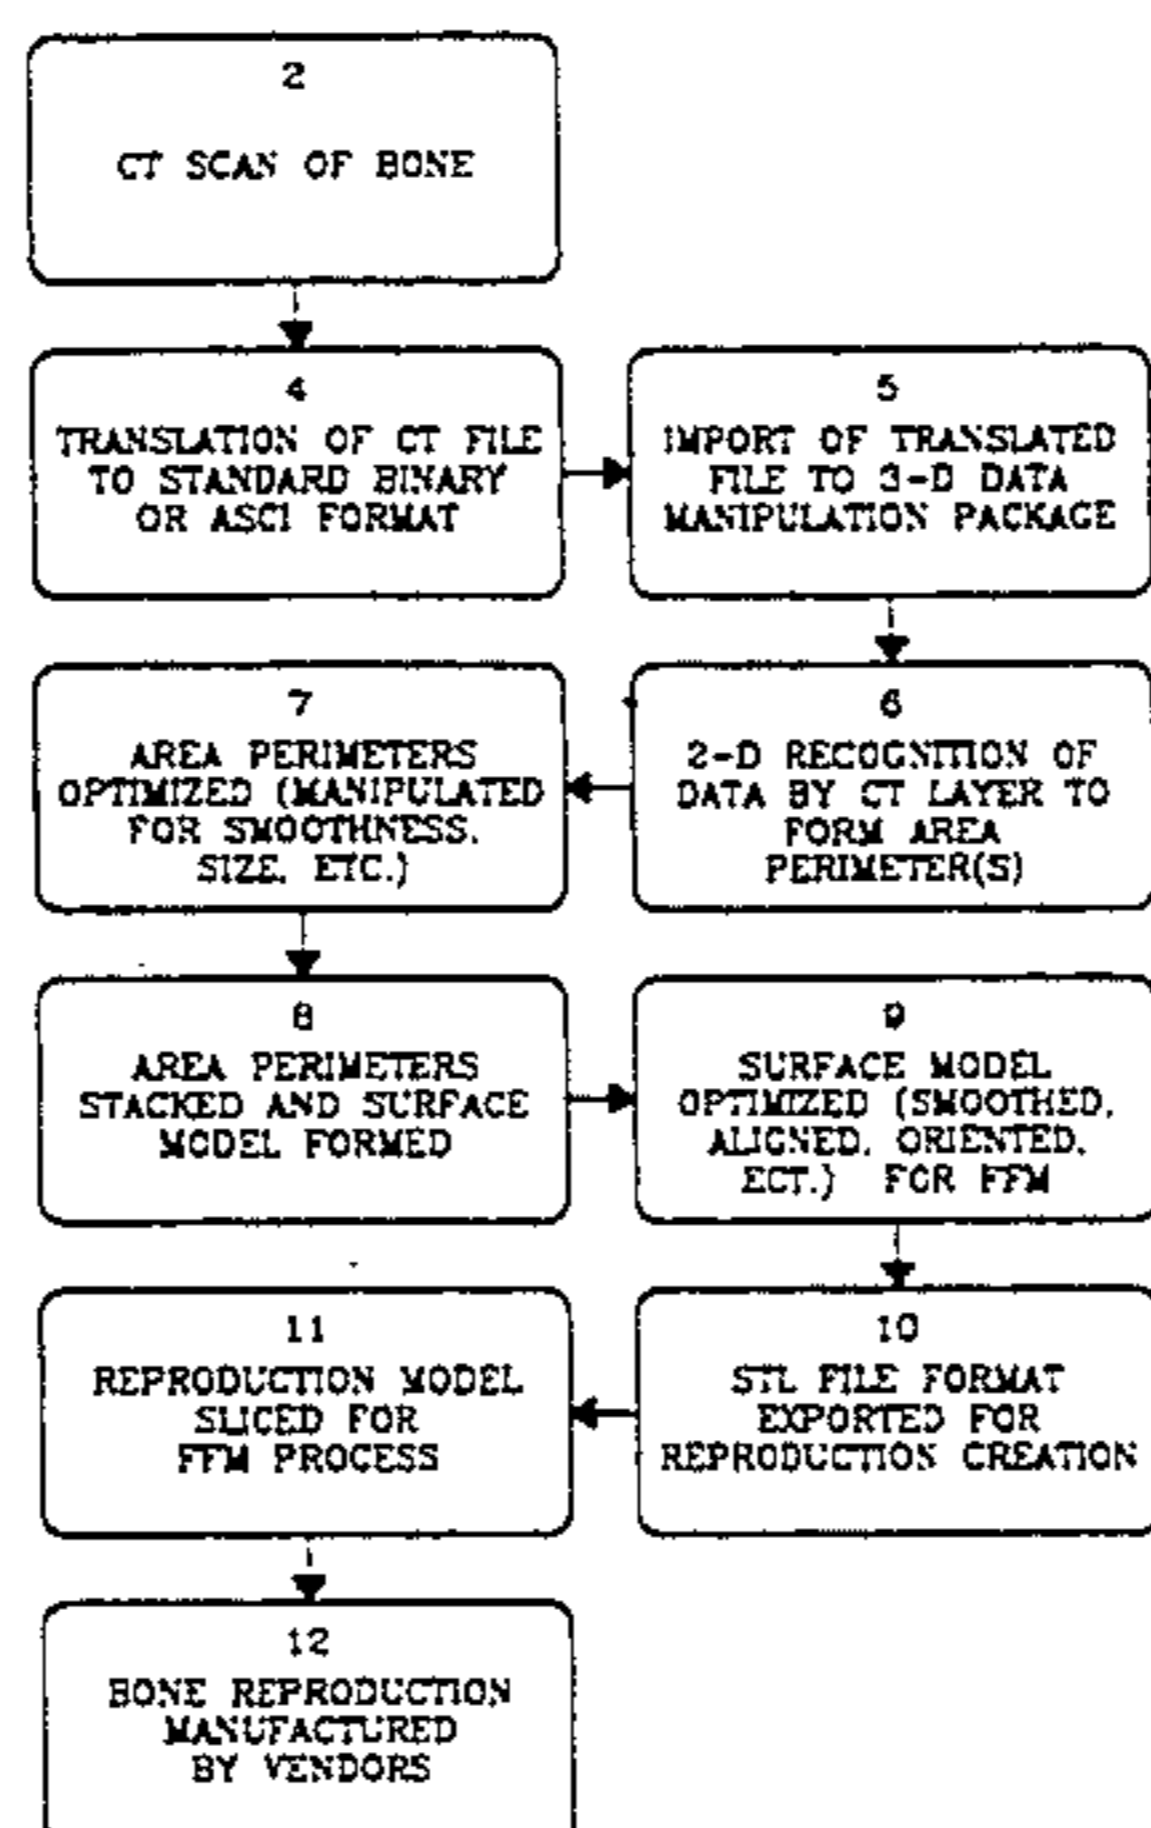 2
CT SCAN OF BONE
4
TRANSLATION OF CT FILE
TO STANDARD BINARY
OR ASCI FORMAT
5
IMPORT OF TRANSLATED
FILE TO 3-D DATA
MANIPULATION PACKAGE
6
2-D RECOGNITION OF
DATA BY CT LAYER TO
FORM AREA
PERIMETER(S)
7
AREA PERIMETERS
OPTIMIZED (MANIPULATED
FOR SMOOTHNESS,
SIZE, ETC.)
8
AREA PERIMETERS
STACKED AND SURFACE
MODEL FORMED
9
SURFACE MODEL
OPTIMIZED (SMOOTHED,
ALIGNED, ORIENTED,
ECT.) FOR FFM
10
STL FILE FORMAT
EXPORTED FOR
REPRODUCTION CREATION
11
REPRODUCTION MODEL
SLICED FOR
FFM PROCESS
12
BONE REPRODUCTION
MANUFACTURED
BY VENDORS